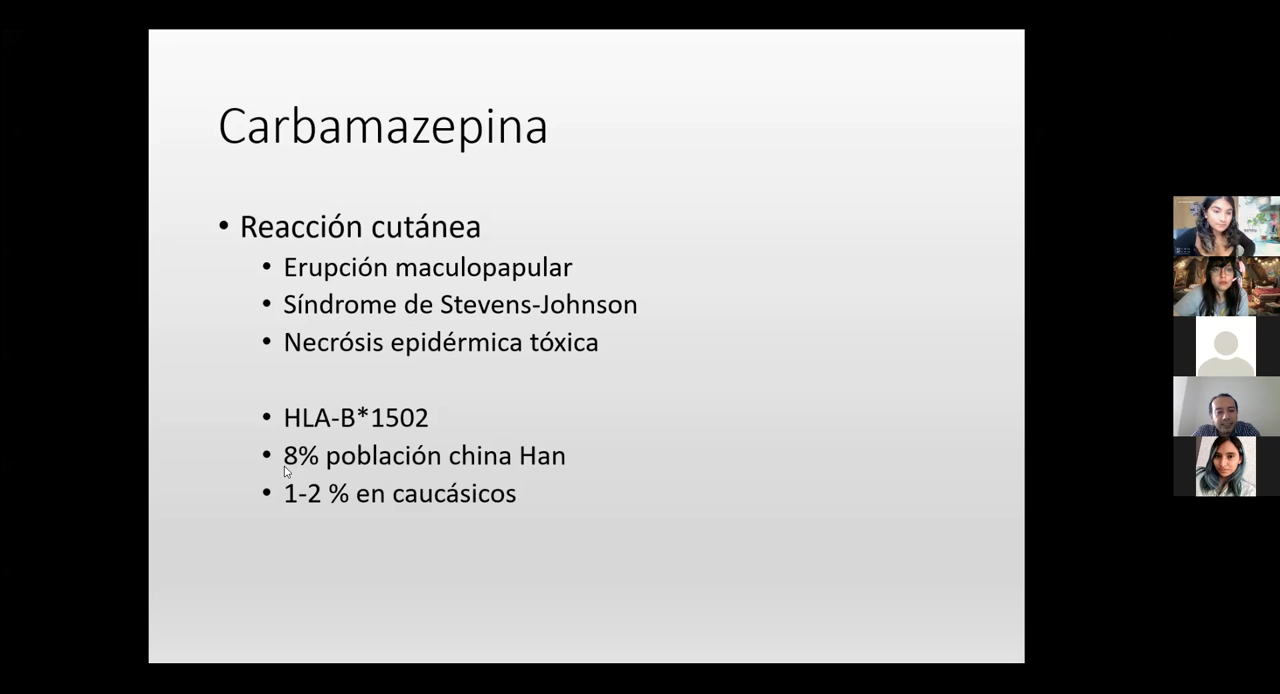 Carbamazepina
• Reacción cutánea
• Erupción maculopapular
• Síndrome de Stevens-Johnson
• Necrósis epidérmica tóxica
• HLA-B*1502
• 8% población china Han
• 1-2 % en caucásicos